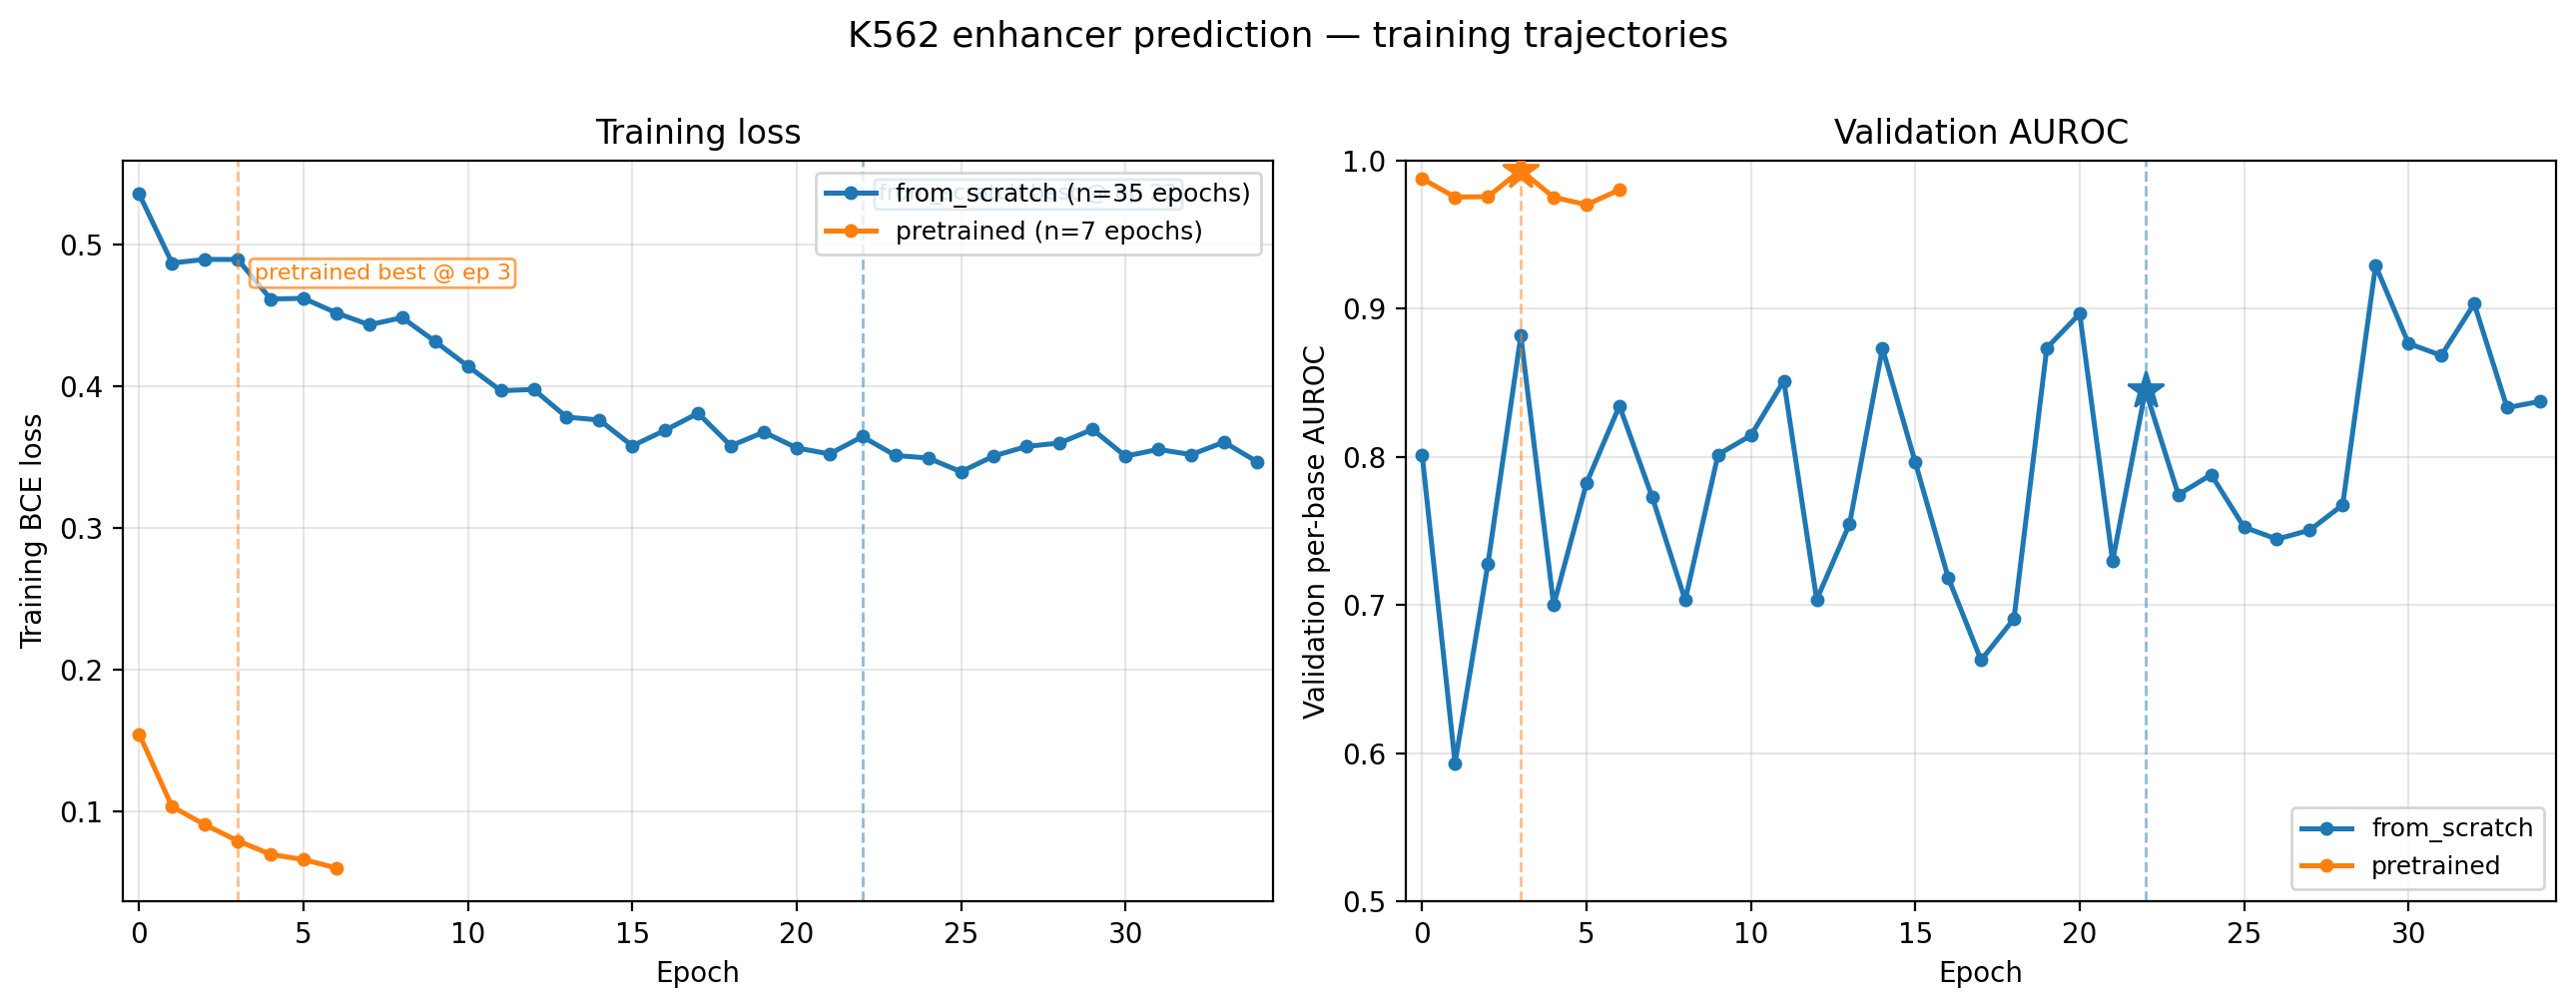 K562 enhancer prediction — training trajectories
Training loss
Training BCE loss
0.5
0.4
0.3
0.2
0.1
0 5 10 15 20 25 30
Epoch
from_scratch (n=35 epochs)
pretrained (n=7 epochs)
pretrained best @ ep 3
Validation AUROC
Validation per-base AUROC
1.0
0.9
0.8
0.7
0.6
0.5
0 5 10 15 20 25 30
Epoch
from_scratch
pretrained